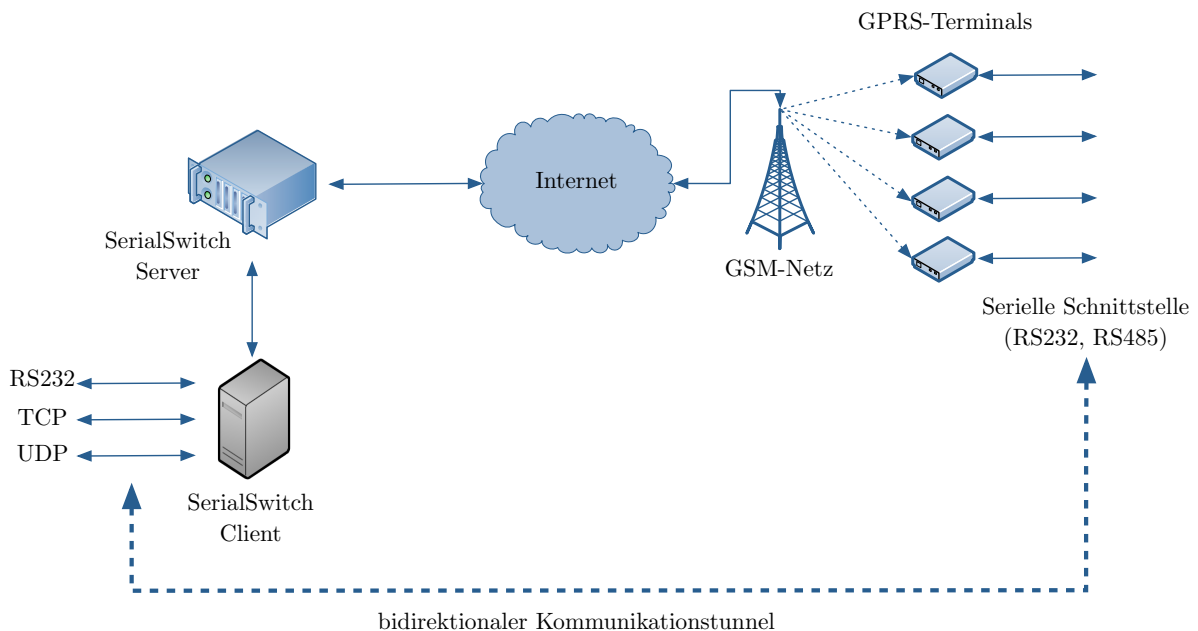 GPRS-Terminals
Internet
SerialSwitch
Server
GSM-Netz
Serielle Schnittstelle
(RS232, RS485)
RS232
TCP
UDP
SerialSwitch
Client
bidirektionaler Kommunikationstunnel